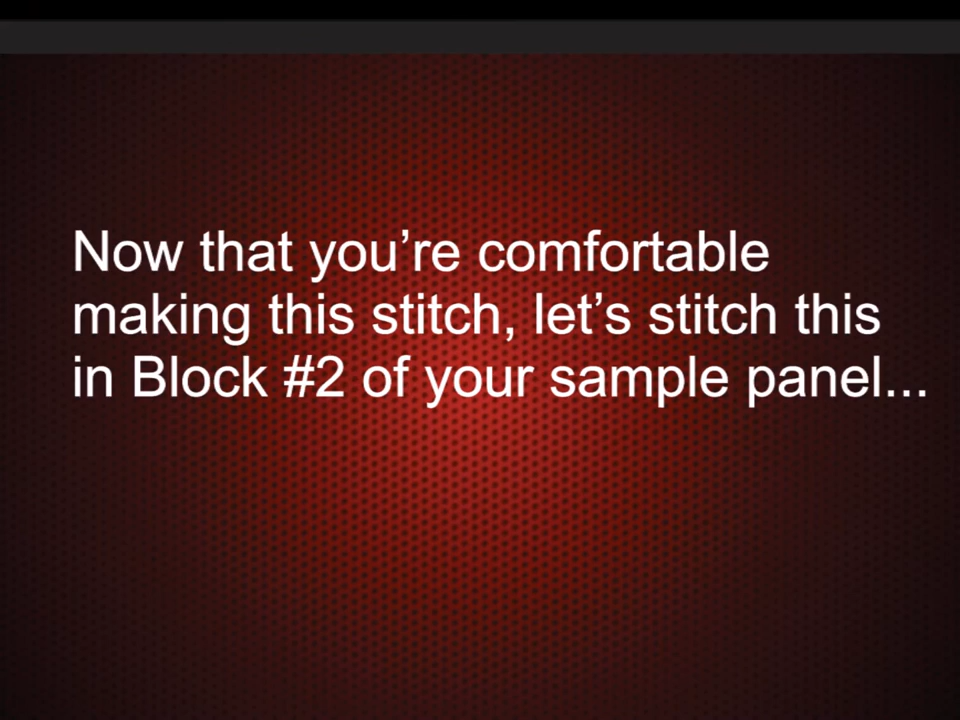 Now that you’re comfortable
making this stitch, let’s stitch this
in Block #2 of your sample panel...